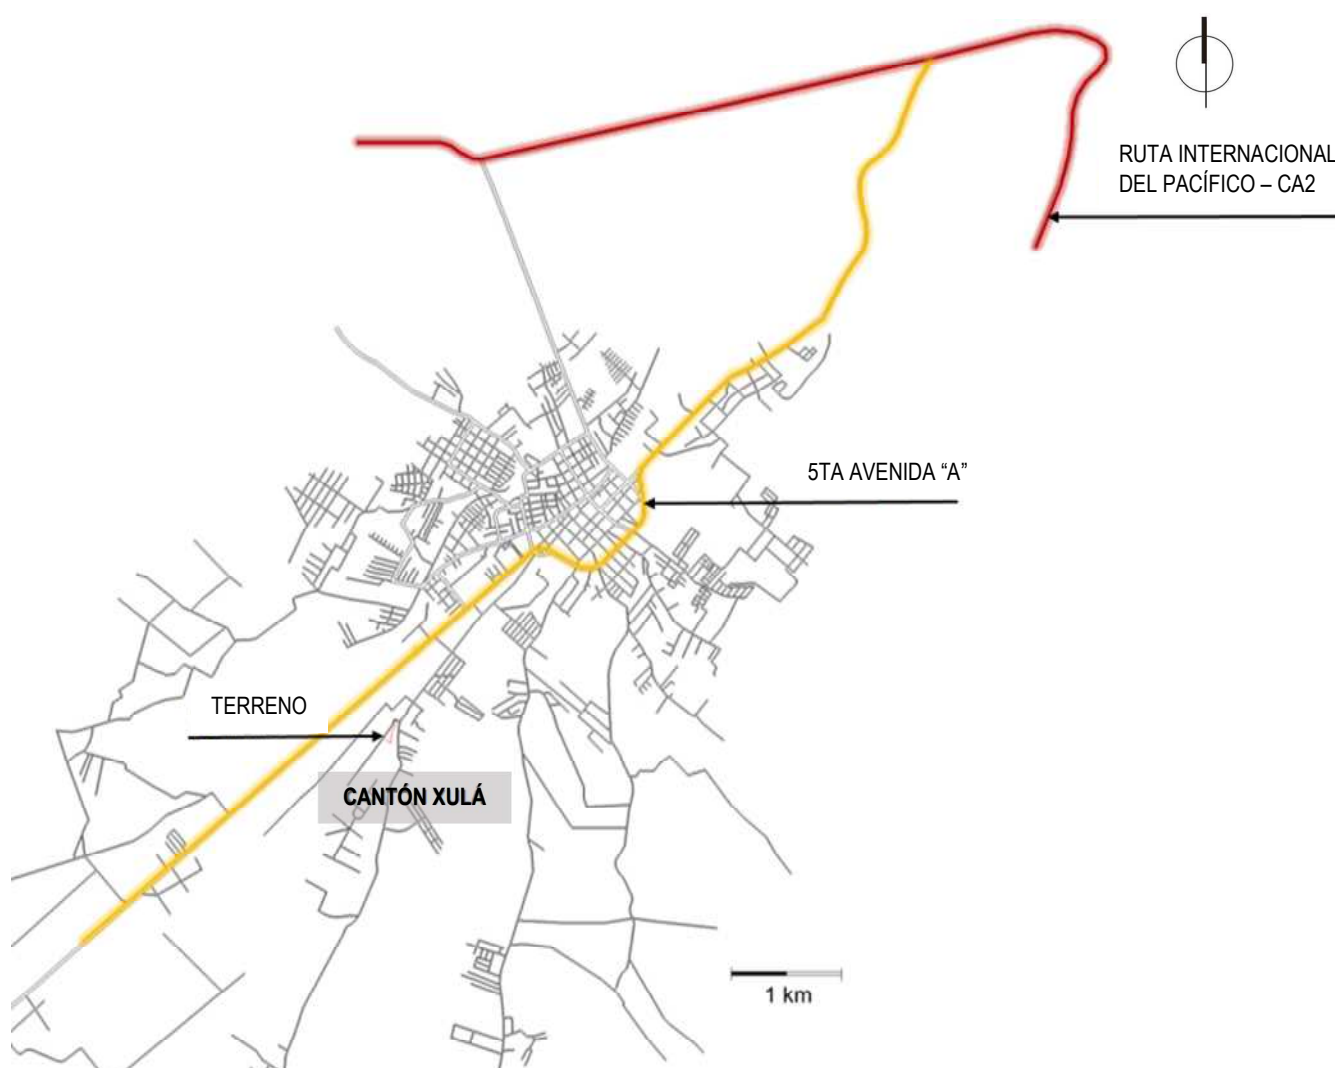 RUTA INTERNACIONAL
DEL PACÍFICO – CA2
5TA AVENIDA “A”
TERRENO
CANTÓN XULÁ
1 km